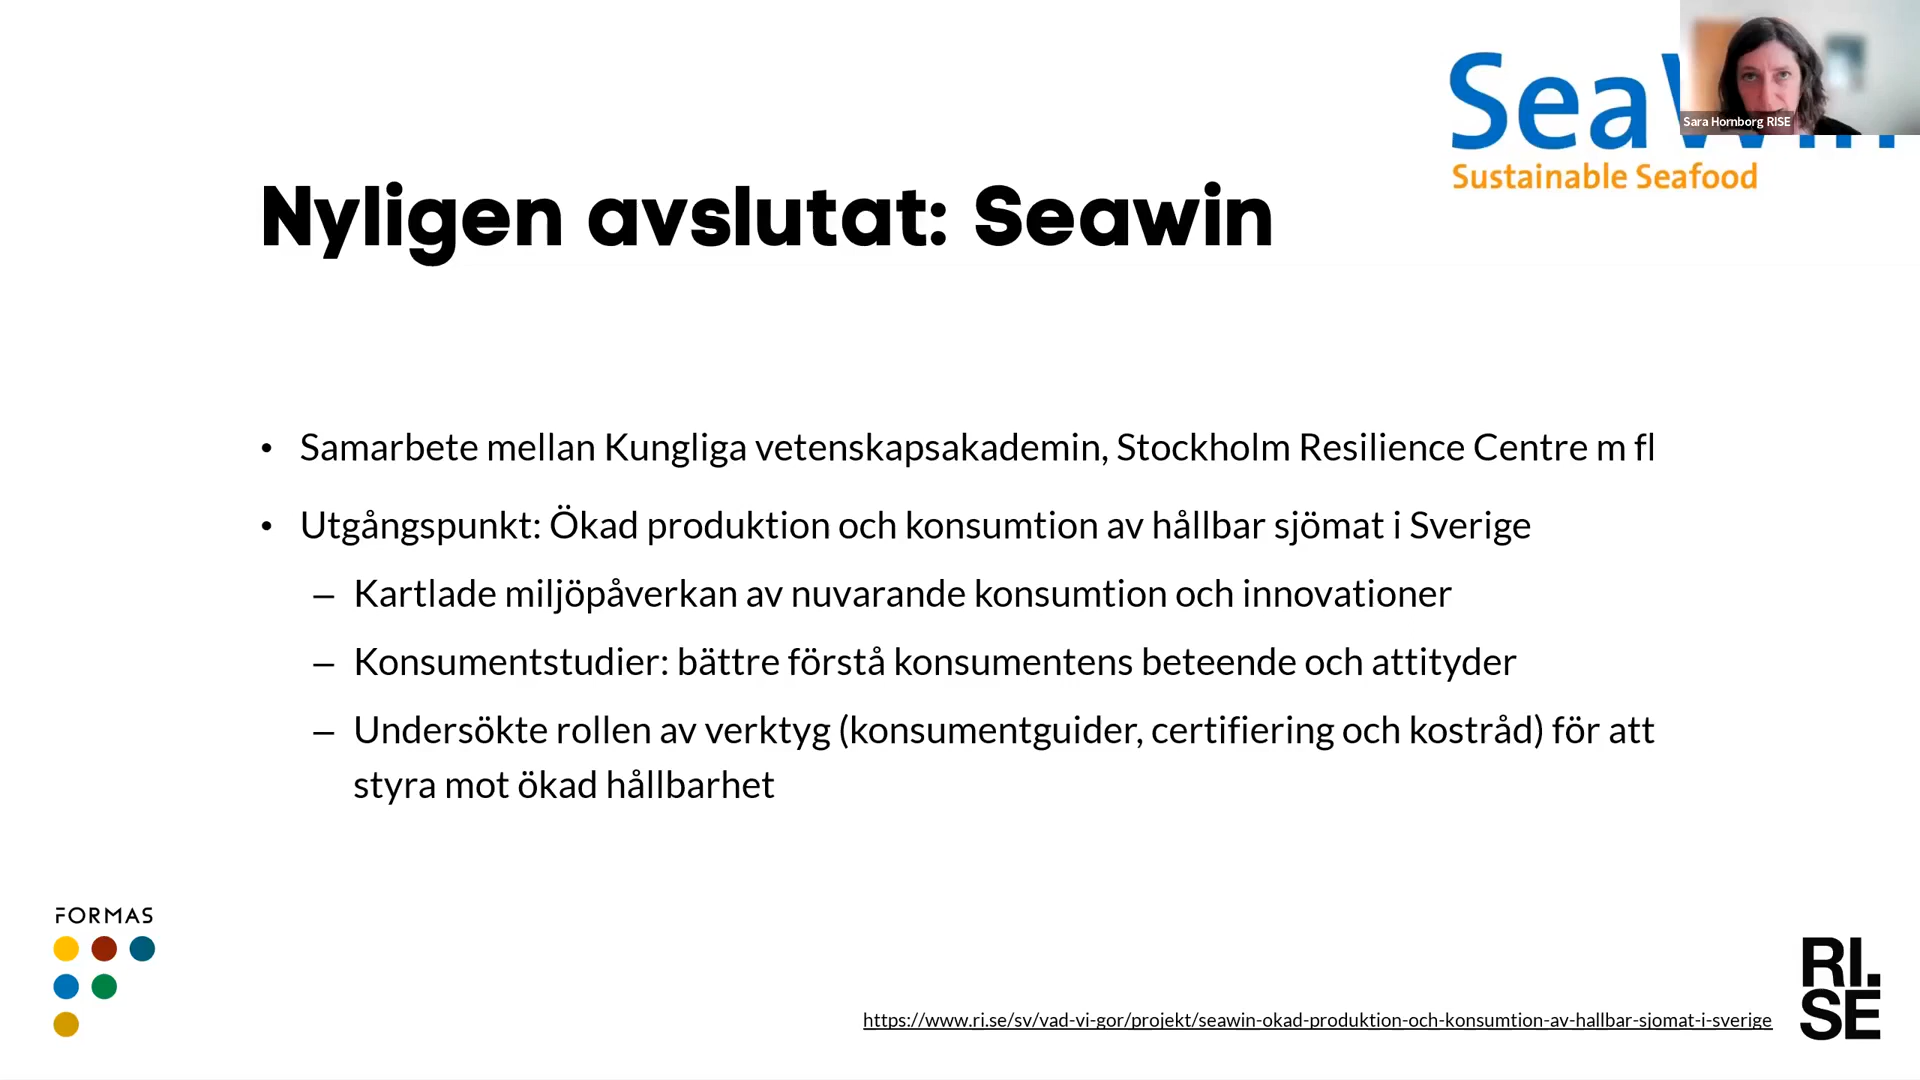 Sea
Sara Hornborg RISE
Sustainable Seafood
Nyligen avslutat: Seawin
• Samarbete mellan Kungliga vetenskapsakademin, Stockholm Resilience Centre m fl
• Utgångspunkt: Ökad produktion och konsumtion av hållbar sjömat i Sverige
– Kartlade miljöpåverkan av nuvarande konsumtion och innovationer
– Konsumentstudier: bättre förstå konsumentens beteende och attityder
– Undersökte rollen av verktyg (konsumentguider, certifiering och kostråd) för att
styra mot ökad hållbarhet
FORMAS
https://www.ri.se/sv/vad-vi-gor/projekt/seawin-okad-produktion-och-konsumtion-av-hallbar-sjomat-i-sverige
RI.
SE